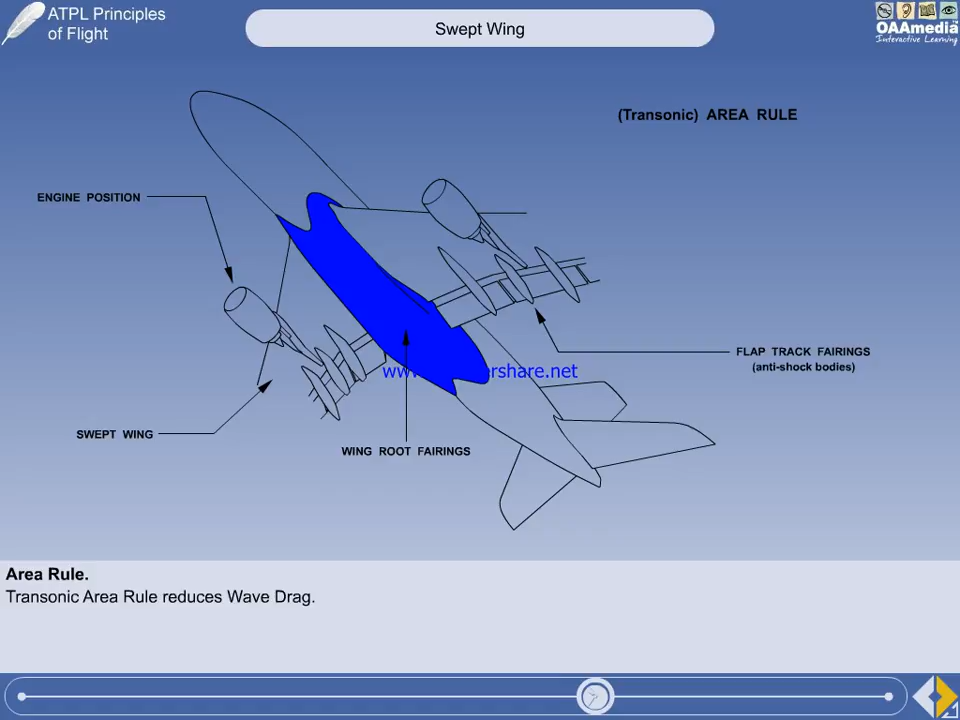 ATPL Principles
of Flight
Swept Wing
OAAmedia
Interactive Learning
(Transonic) AREA RULE
ENGINE POSITION
FLAP TRACK FAIRINGS
(anti-shock bodies)
SWEPT WING
WING ROOT FAIRINGS
Area Rule.
Transonic Area Rule reduces Wave Drag.